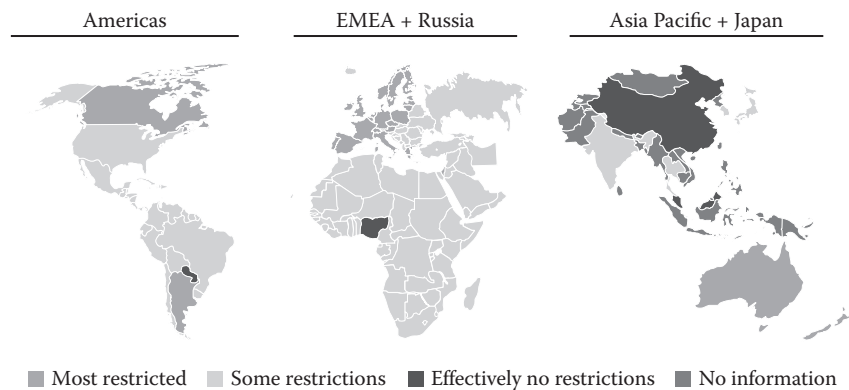 Americas
EMEA + Russia
Asia Pacific + Japan
Most restricted Some restrictions Effectively no restrictions No information